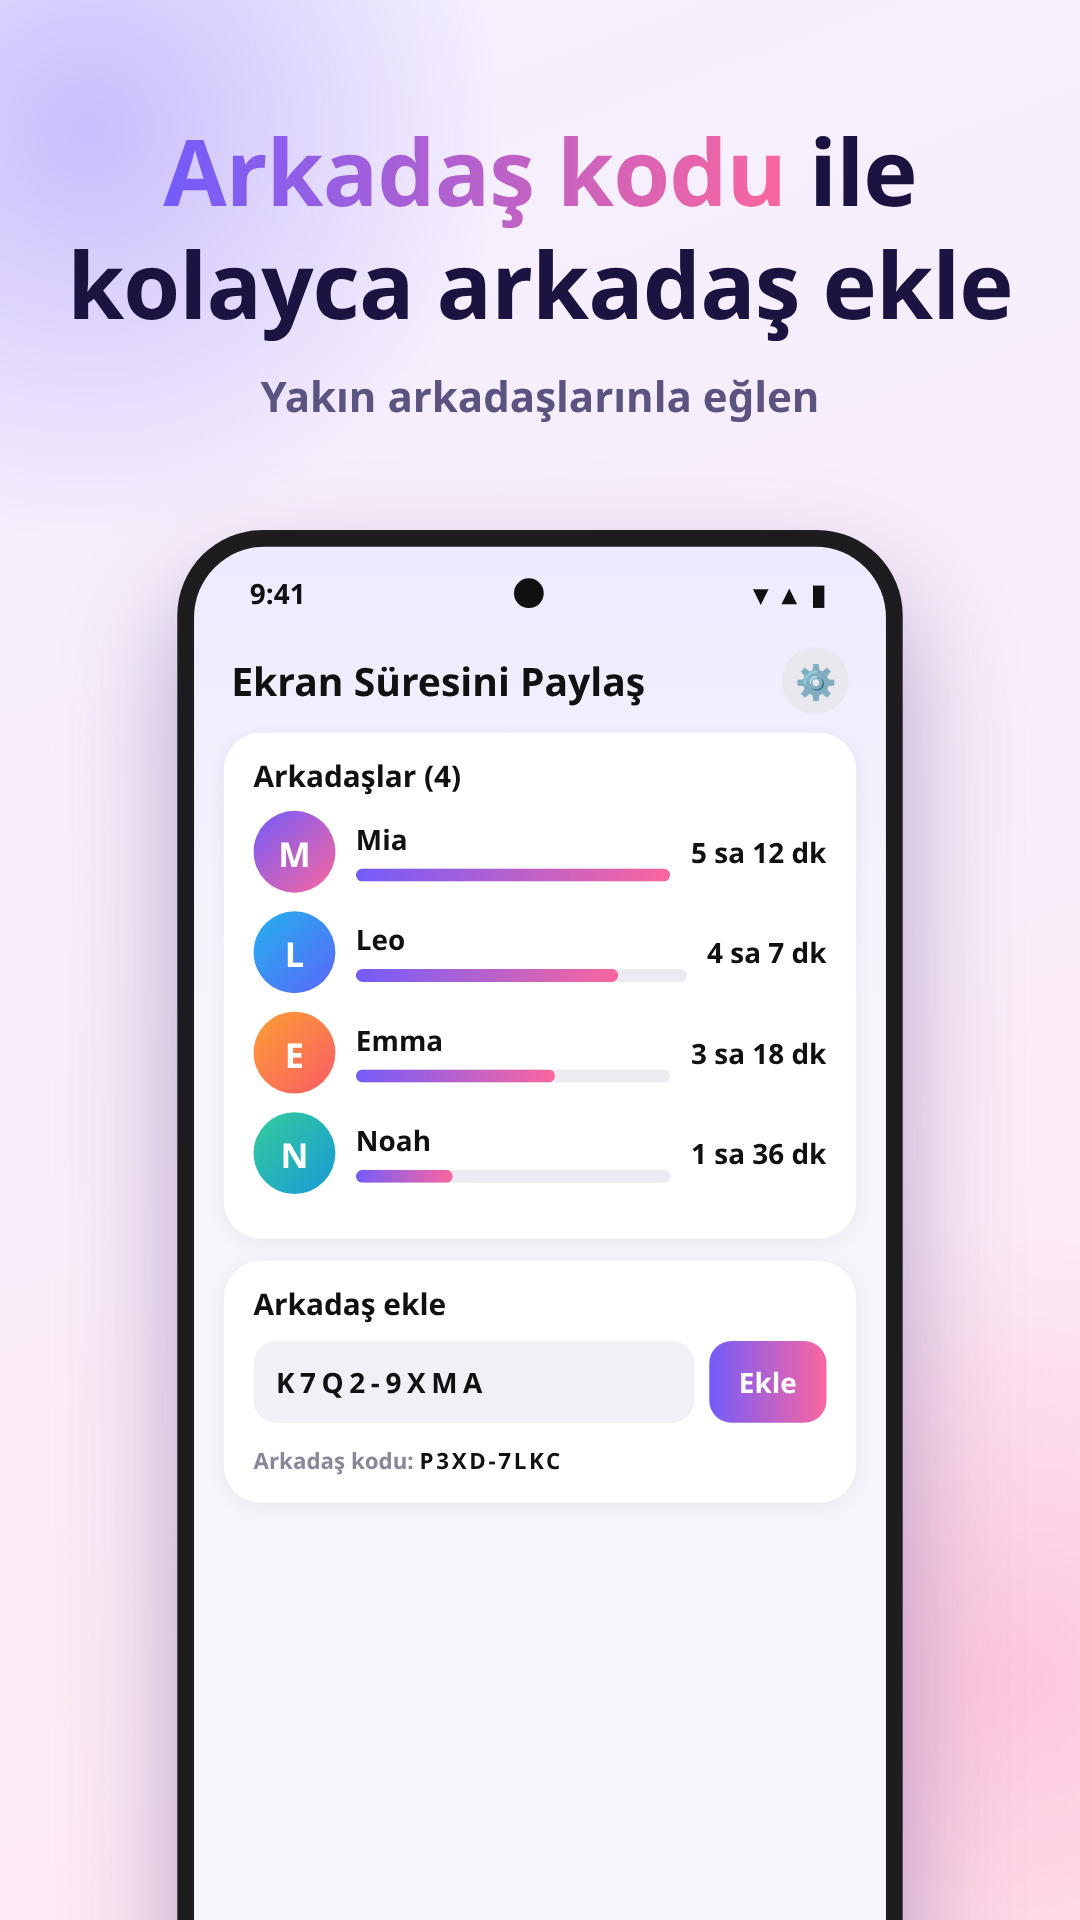 Arkadaş kodu ile
kolayca arkadaş ekle
Yakın arkadaşlarınla eğlen
9:41
Ekran Süresini Paylaş
Arkadaşlar (4)
M
Mia
5 sa 12 dk
L
Leo
4 sa 7 dk
E
Emma
3 sa 18 dk
N
Noah
1 sa 36 dk
Arkadaş ekle
K7Q2-9XMA
Ekle
Arkadaş kodu: P3XD-7LKC